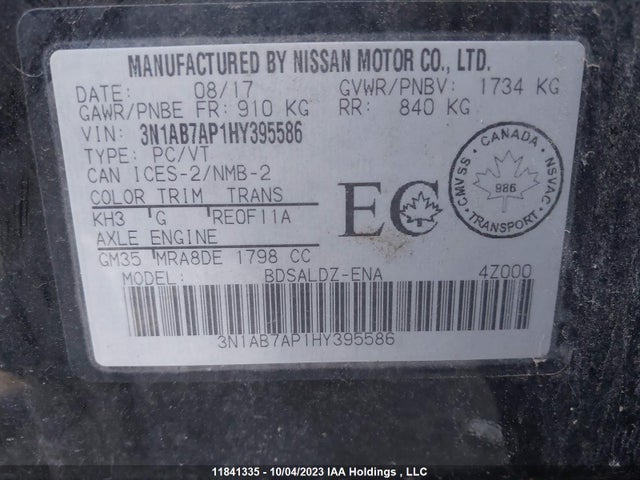 MANUFACTURED BY NISSAN MOTOR CO., LTD.
DATE: 08/17 GVWR/PNBV: 1734 KG
GAWR/PNBE FR: 910 KG RR: 840 KG
VIN: 3N1AB7AP1HY395586
TYPE: PC/VT
CAN ICES-2/NMB-2
COLOR TRIM TRANS
KH3 G RE0F11A
AXLE ENGINE
GM35 MRA8DE 1798 CC
MODEL: BDSALDZ-ENA 4Z000
3N1AB7AP1HY395586
EC
CANADA
CMVSS
NSVAC
986
TRANSPORT
11841335 - 10/04/2023 IAA Holdings , LLC